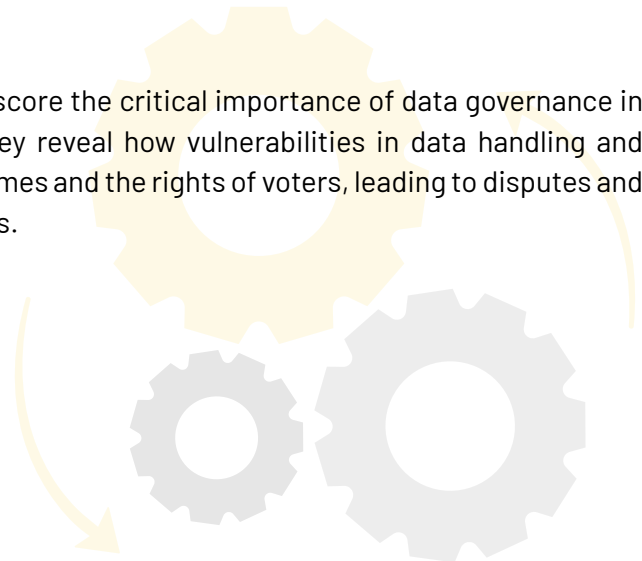 score the critical importance of data governance in
ey reveal how vulnerabilities in data handling and
mes and the rights of voters, leading to disputes and
s.